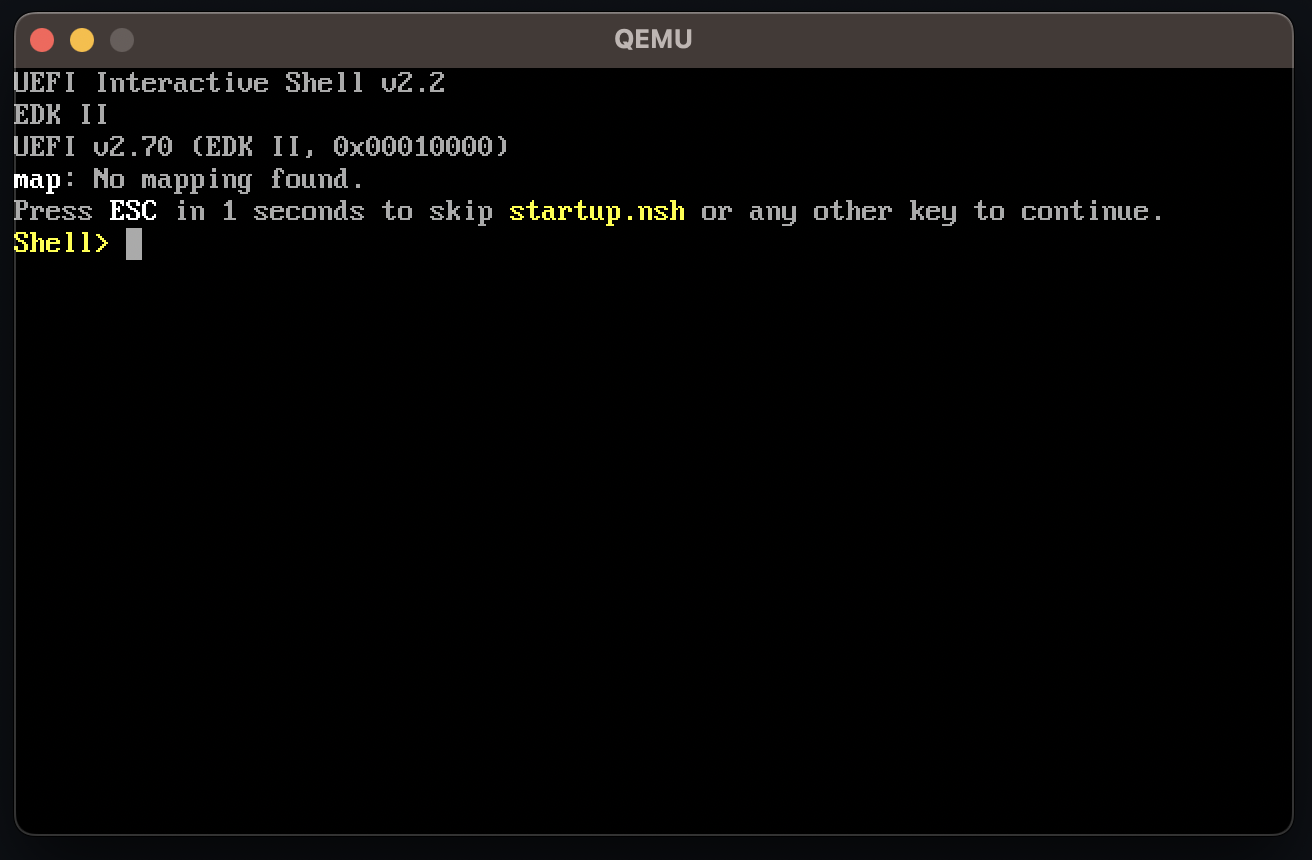 QEMU
UEFI Interactive Shell v2.2
EDK II
UEFI v2.70 (EDK II, 0x00010000)
map: No mapping found.
Press ESC in 1 seconds to skip startup.nsh or any other key to continue.
Shell>